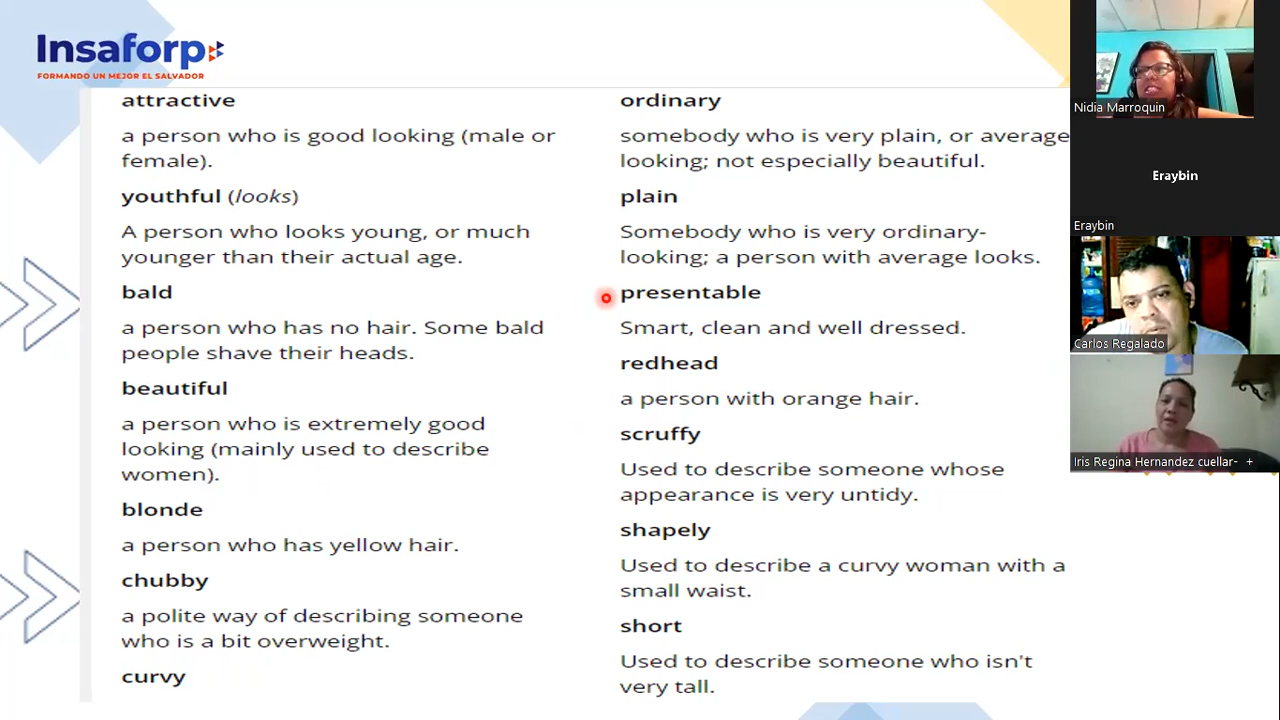 Insaforp
FORMANDO UN MEJOR EL SALVADOR
attractive
a person who is good looking (male or
female).
youthful (looks)
A person who looks young, or much
younger than their actual age.
bald
a person who has no hair. Some bald
people shave their heads.
beautiful
a person who is extremely good
looking (mainly used to describe
women).
blonde
a person who has yellow hair.
chubby
a polite way of describing someone
who is a bit overweight.
curvy
ordinary
somebody who is very plain, or average
looking; not especially beautiful.
plain
Somebody who is very ordinary-
looking; a person with average looks.
presentable
Smart, clean and well dressed.
redhead
a person with orange hair.
scruffy
Used to describe someone whose
appearance is very untidy.
shapely
Used to describe a curvy woman with a
small waist.
short
Used to describe someone who isn't
very tall.
Nidia Marroquin
Eraybin
Eraybin
Carlos Regalado
Iris Regina Hernandez cuellar- +